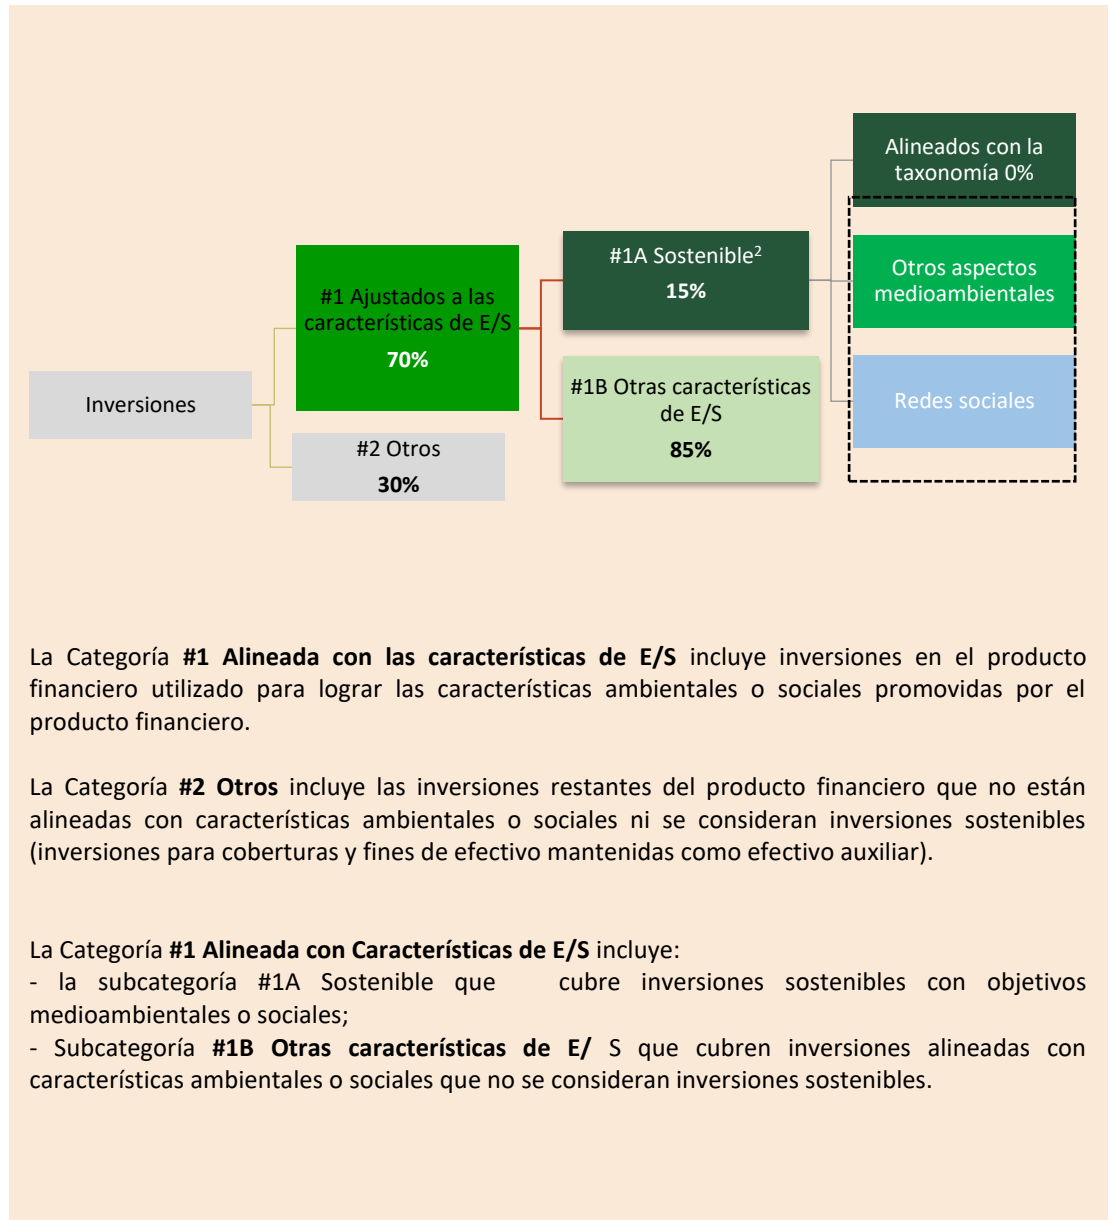 Alineados con la
taxonomía 0%
#1A Sostenible2
15%
Otros aspectos
medioambientales
#1 Ajustados a las
características de E/S
70%
#1B Otras características
de E/S
85%
Inversiones
Redes sociales
#2 Otros
30%
La Categoría #1 Alineada con las características de E/S incluye inversiones en el producto
financiero utilizado para lograr las características ambientales o sociales promovidas por el
producto financiero.
La Categoría #2 Otros incluye las inversiones restantes del producto financiero que no están
alineadas con características ambientales o sociales ni se consideran inversiones sostenibles
(inversiones para coberturas y fines de efectivo mantenidas como efectivo auxiliar).
La Categoría #1 Alineada con Características de E/S incluye:
- la subcategoría #1A Sostenible que cubre inversiones sostenibles con objetivos
medioambientales o sociales;
- Subcategoría #1B Otras características de E/ S que cubren inversiones alineadas con
características ambientales o sociales que no se consideran inversiones sostenibles.